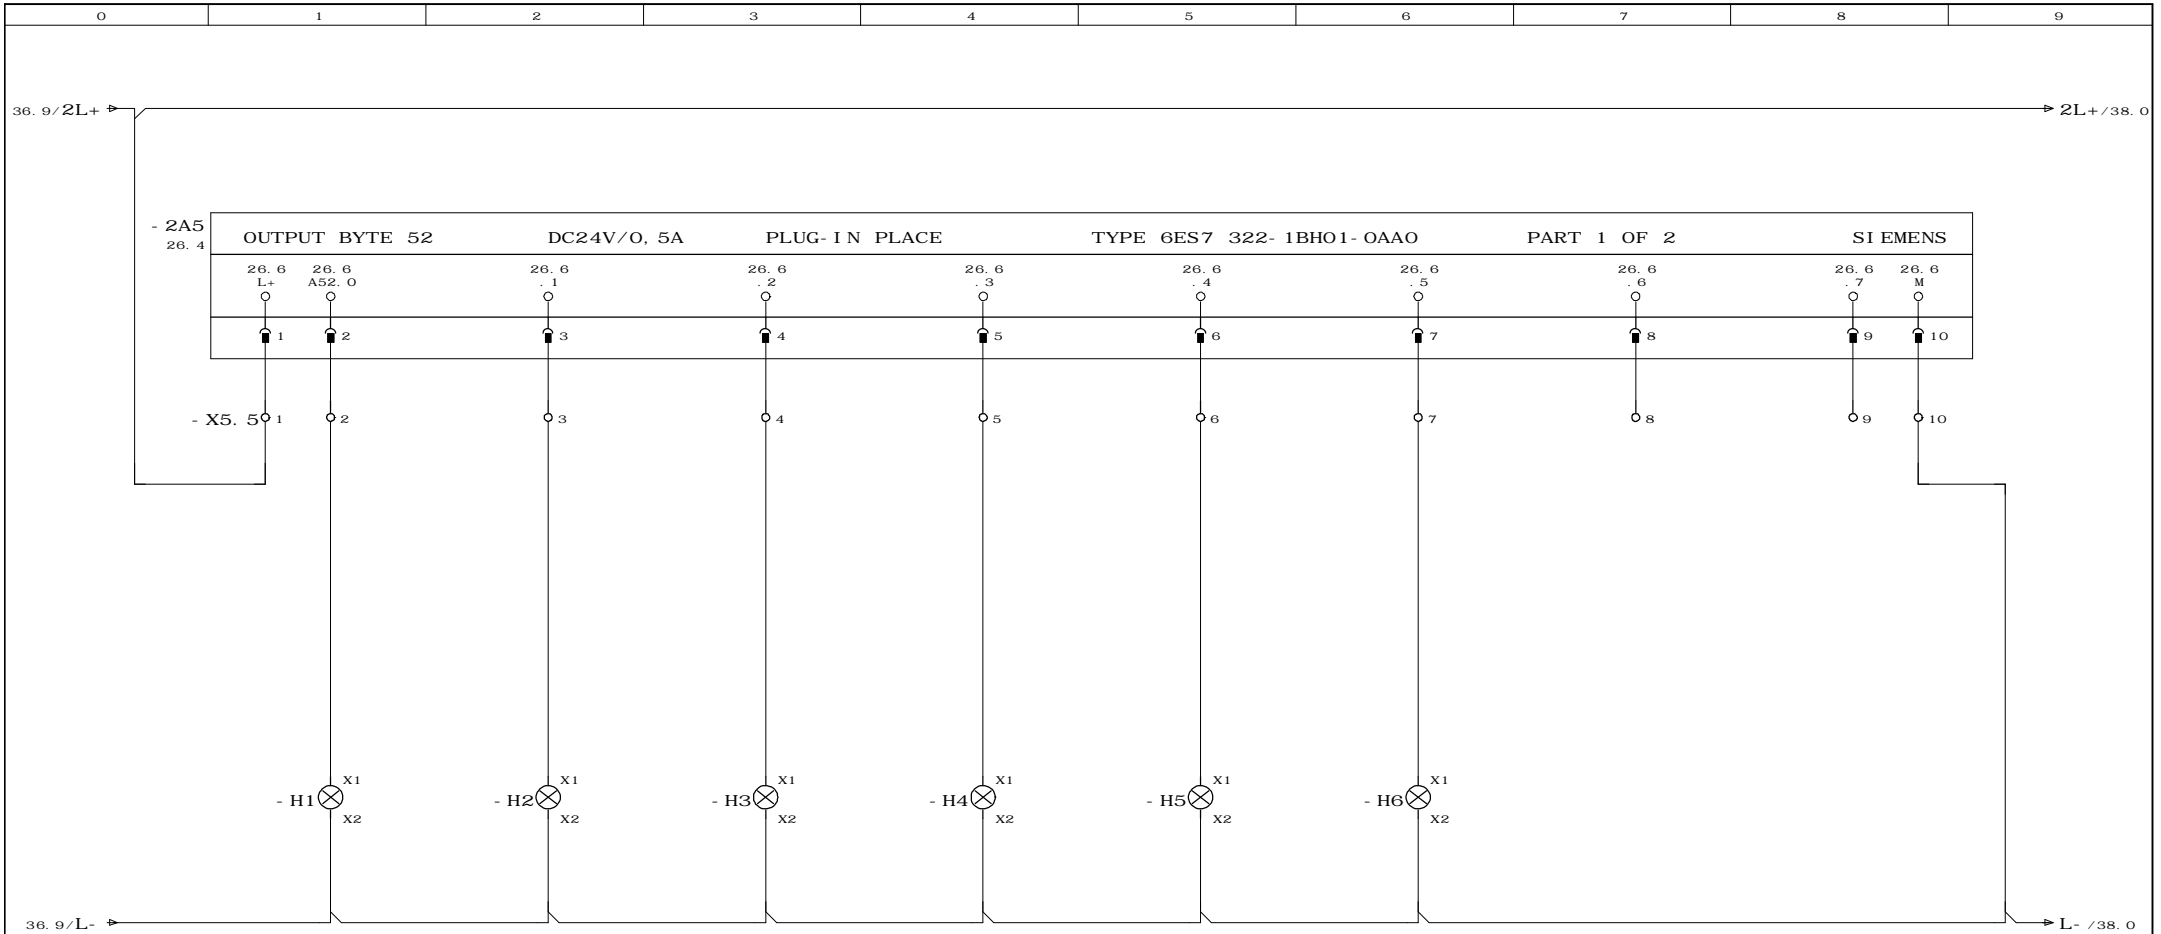 0 1 2 3 4 5 6 7 8 9
36.9/2L+ 2L+/38.0
-2A5 OUTPUT BYTE 52 DC24V/0,5A PLUG-IN PLACE TYPE 6ES7 322-1BH01-0AA0 PART 1 OF 2 SIEMENS
26.4
26.6 26.6 26.6 26.6 26.6 26.6 26.6 26.6 26.6 26.6
L+ A52.0 .1 .2 .3 .4 .5 .6 .7 M
1 2 3 4 5 6 7 8 9 10
-X5.5 1 2 3 4 5 6 7 8 9 10
X1 X1 X1 X1 X1 X1
-H1 -H2 -H3 -H4 -H5 -H6
X2 X2 X2 X2 X2 X2
36.9/L- L-/38.0